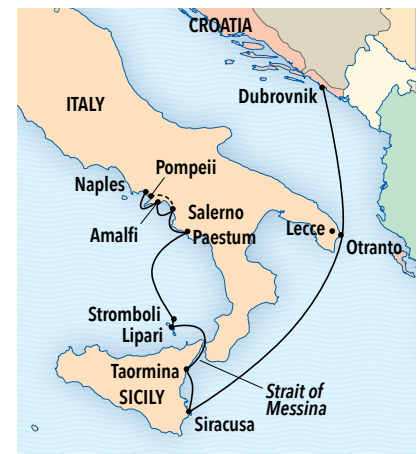 CROATIA
Dubrovnik
ITALY
Pompeii
Naples
Amalfi
Salerno
Paestum
Lecce
Otranto
Stromboli
Lipari
Taormina
SICILY
Strait of
Messina
Siracusa